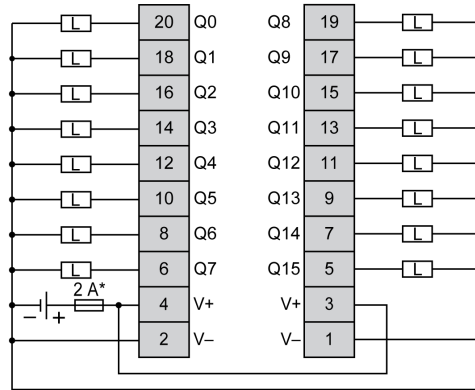 L 20 Q0 Q8 19 L
L 18 Q1 Q9 17 L
L 16 Q2 Q10 15 L
L 14 Q3 Q11 13 L
L 12 Q4 Q12 11 L
L 10 Q5 Q13 9 L
L 8 Q6 Q14 7 L
L 6 Q7 Q15 5 L
2 A*
− + 4 V+ V+ 3
2 V– V– 1